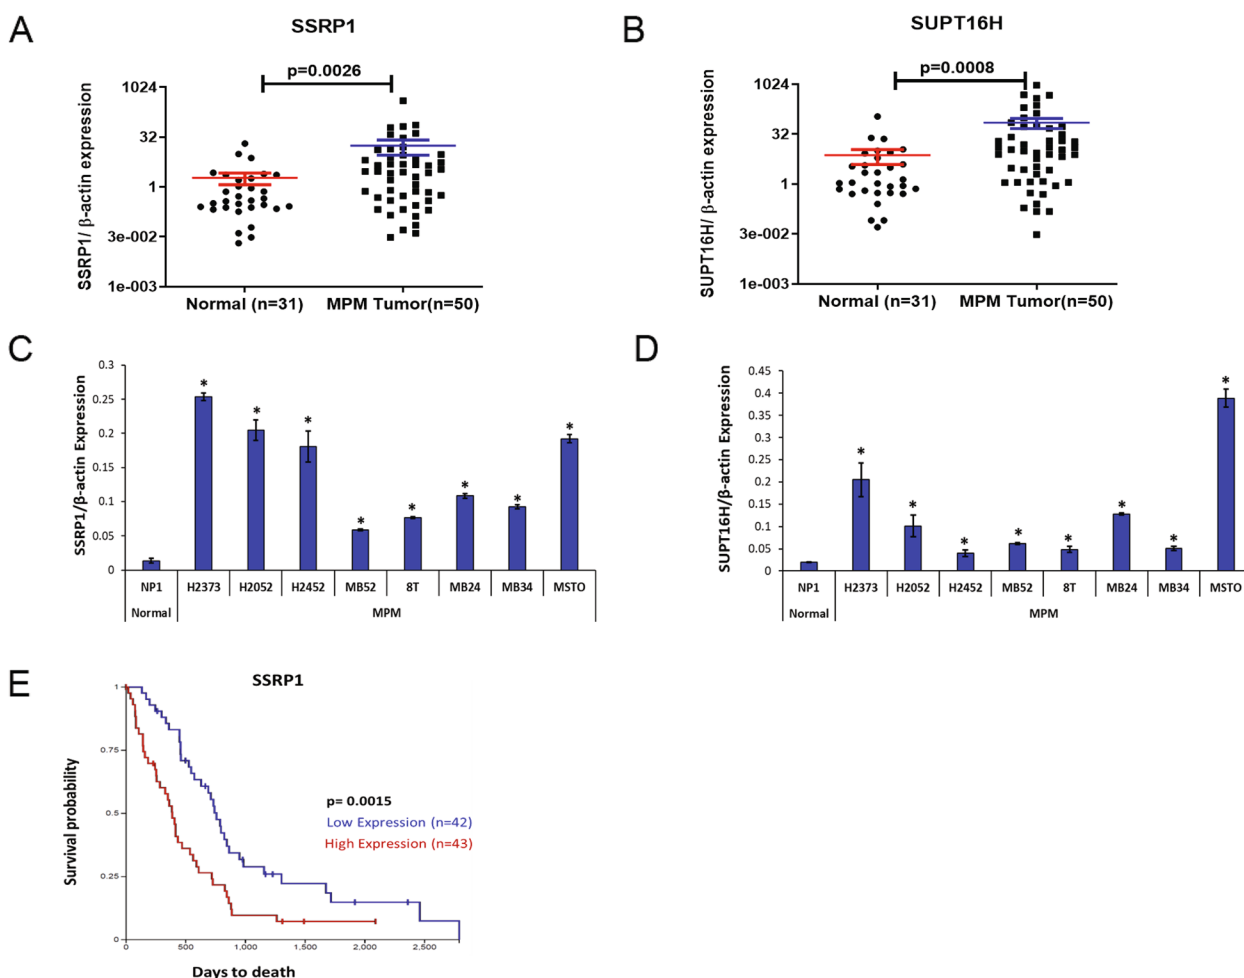 A
SSRP1
p=0.0026
SSRP1/ β-actin expression
1024
32
1
3e-002
1e-003
Normal (n=31)
MPM Tumor(n=50)
B
SUPT16H
p=0.0008
SUPT16H/ β-actin expression
1024
32
1
3e-002
1e-003
Normal (n=31)
MPM Tumor(n=50)
C
SSRP1/β-actin Expression
0.3
0.25
0.2
0.15
0.1
0.05
0
* * * * * * * *
NP1 H2373 H2052 H2452 MB52 8T MB24 MB34 MSTO
Normal MPM
D
SUPT16H/β-actin Expression
0.45
0.4
0.35
0.3
0.25
0.2
0.15
0.1
0.05
0
* * * * * * * *
NP1 H2373 H2052 H2452 MB52 8T MB24 MB34 MSTO
Normal MPM
E
SSRP1
Survival probability
1
0.75
0.5
0.25
0
p= 0.0015
Low Expression (n=42)
High Expression (n=43)
0 500 1,000 1,500 2,000 2,500
Days to death